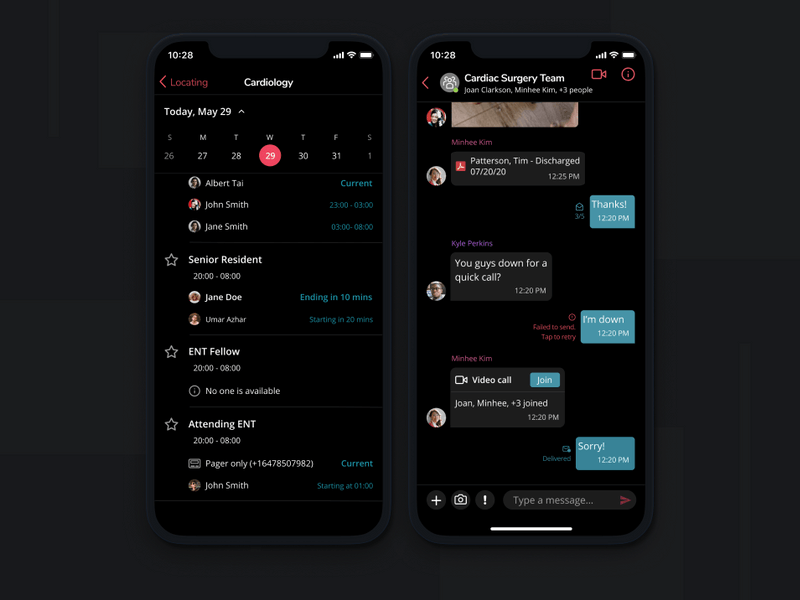 10:28
Locating
Cardiology
Today, May 29
S M T W T F S
26 27 28 29 30 31 1
Albert Tai Current
John Smith 23:00 - 03:00
Jane Smith 03:00- 08:00
Senior Resident
20:00 - 08:00
Jane Doe Ending in 10 mins
Umar Azhar Starting in 20 mins
ENT Fellow
20:00 - 08:00
No one is available
Attending ENT
20:00 - 08:00
Pager only (+16478507982) Current
John Smith Starting at 01:00
10:28
Cardiac Surgery Team
Joan Clarkson, Minhee Kim, +3 people
Minhee Kim
Patterson, Tim - Discharged
07/20/20
12:25 PM
Thanks!
3/5 12:20 PM
Kyle Perkins
You guys down for a
quick call?
12:20 PM
I'm down
Failed to send. 12:20 PM
Tap to retry
Minhee Kim
Video call Join
Joan, Minhee, +3 joined
12:20 PM
Sorry!
Delivered 12:20 PM
Type a message...